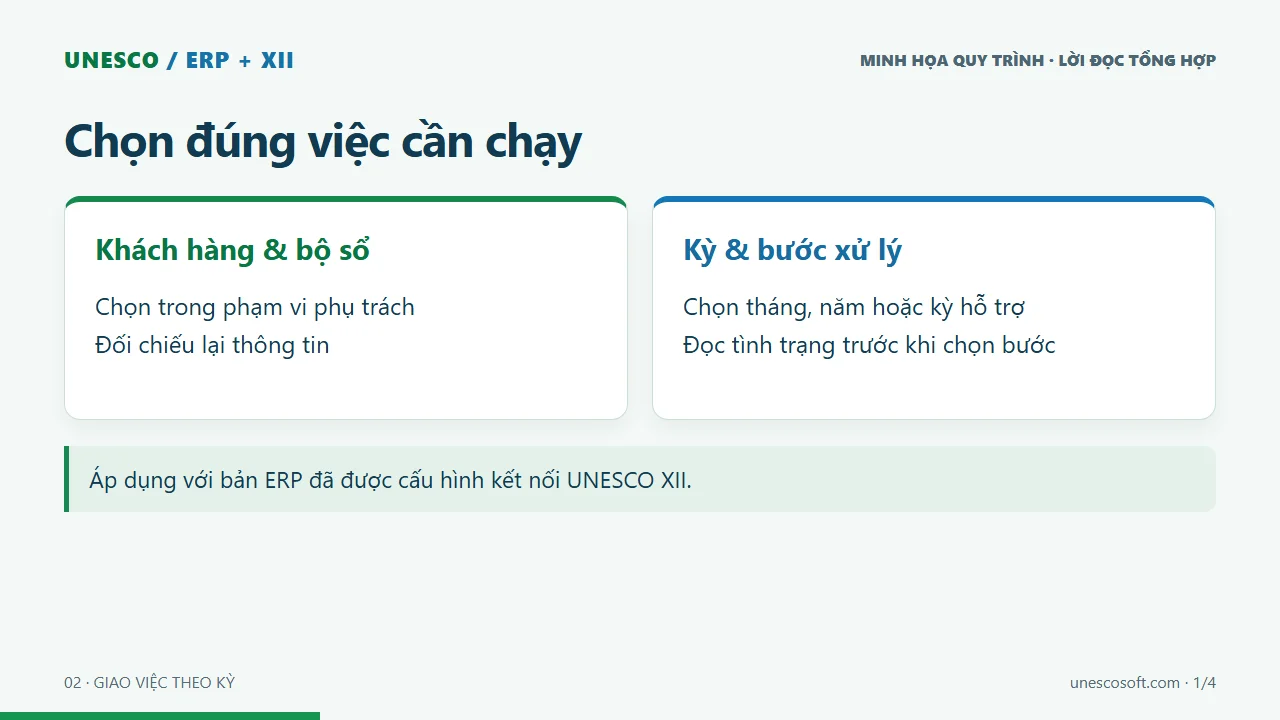 UNESCO / ERP + XII
MINH HỌA QUY TRÌNH · LỜI ĐỌC TỔNG HỢP
Chọn đúng việc cần chạy
Khách hàng & bộ sổ
Chọn trong phạm vi phụ trách
Đối chiếu lại thông tin
Kỳ & bước xử lý
Chọn tháng, năm hoặc kỳ hỗ trợ
Đọc tình trạng trước khi chọn bước
Áp dụng với bản ERP đã được cấu hình kết nối UNESCO XII.
02 · GIAO VIỆC THEO KỲ
unescosoft.com · 1/4